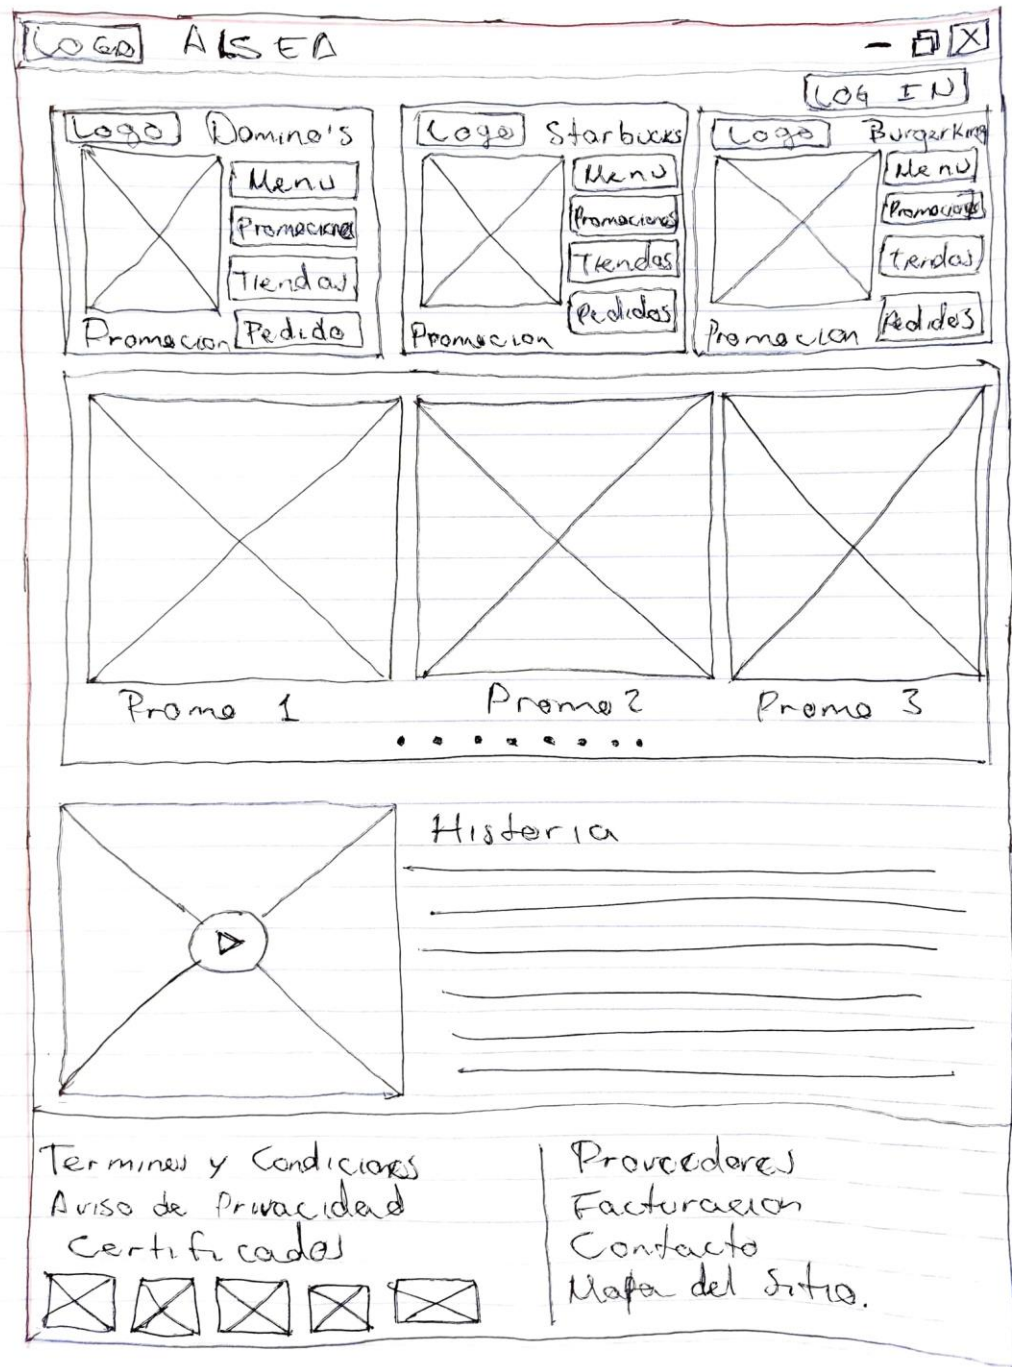 LOGO ALSEA
LOG IN
Logo Domino's
Menu
Promociones
Tiendas
Pedido
Promocion
Logo Starbucks
Menu
Promociones
Tiendas
Pedidos
Promocion
Logo BurgerKing
Menu
Promociones
Tiendas
Pedidos
Promocion
Promo 1
Promo 2
Promo 3
Historia
Terminos y Condiciones
Aviso de Privacidad
Certificados
Proveedores
Facturacion
Contacto
Mapa del Sitio.